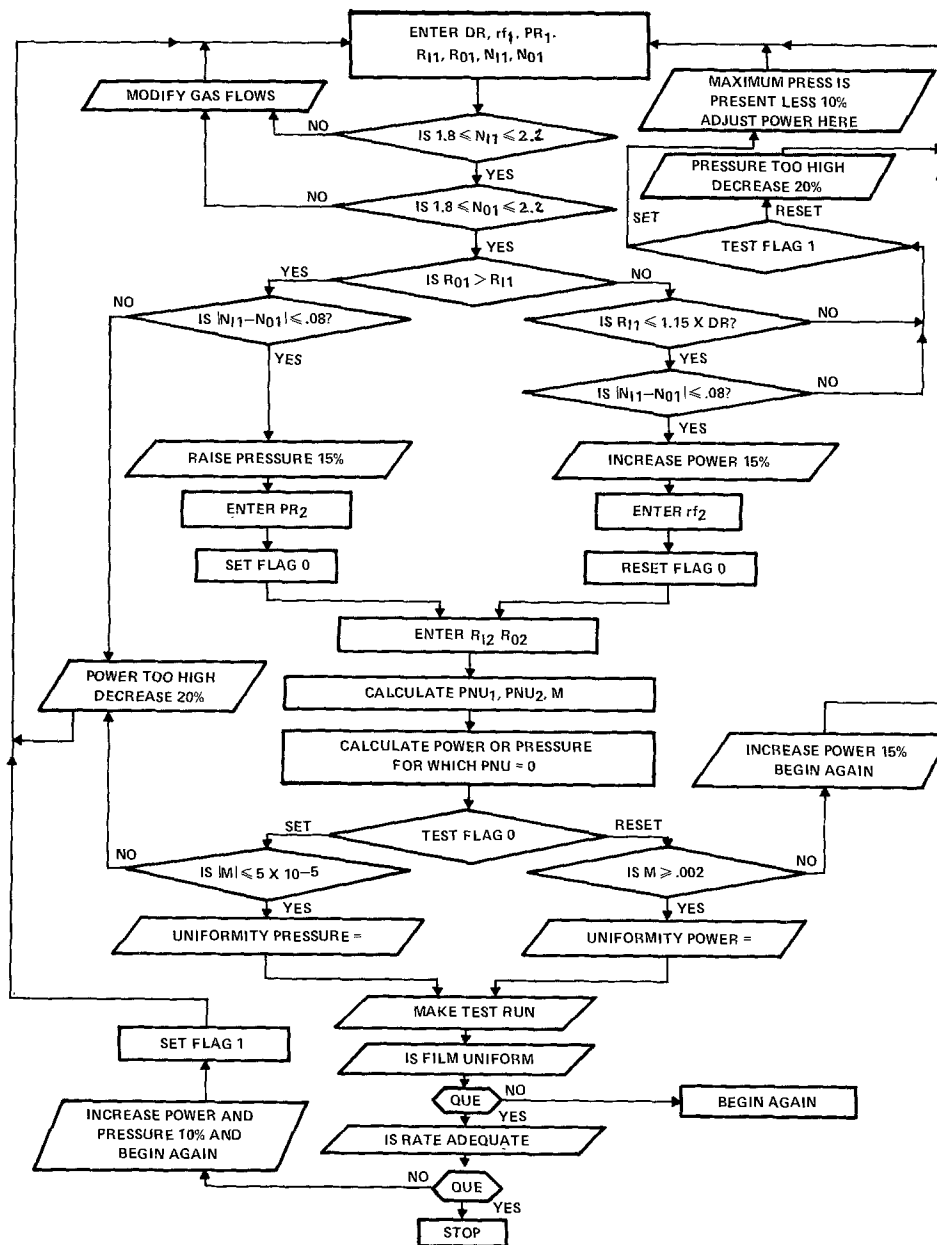 ENTER DR, rf1, PR1,
RI1, RO1, NI1, NO1
MODIFY GAS FLOWS
MAXIMUM PRESS IS
PRESENT LESS 10%
ADJUST POWER HERE
NO
IS 1.8 ≤ NI1 ≤ 2.2
YES
PRESSURE TOO HIGH
DECREASE 20%
NO
IS 1.8 ≤ NO1 ≤ 2.2
YES
SET
RESET
TEST FLAG 1
YES
IS RO1 > RI1
NO
NO
IS |NI1–NO1| ≤ .08?
YES
IS RI1 ≤ 1.15 X DR?
NO
YES
IS |NI1–NO1| ≤ .08?
NO
YES
RAISE PRESSURE 15%
INCREASE POWER 15%
ENTER PR2
ENTER rf2
SET FLAG 0
RESET FLAG 0
ENTER RI2 RO2
POWER TOO HIGH
DECREASE 20%
CALCULATE PNU1, PNU2, M
CALCULATE POWER OR PRESSURE
FOR WHICH PNU = 0
INCREASE POWER 15%
BEGIN AGAIN
SET
TEST FLAG 0
RESET
NO
IS |M| ≤ 5 X 10–5
YES
IS M ≥ .002
NO
YES
UNIFORMITY PRESSURE =
UNIFORMITY POWER =
MAKE TEST RUN
SET FLAG 1
IS FILM UNIFORM
QUE
NO
BEGIN AGAIN
YES
INCREASE POWER AND
PRESSURE 10% AND
BEGIN AGAIN
IS RATE ADEQUATE
NO
QUE
YES
STOP